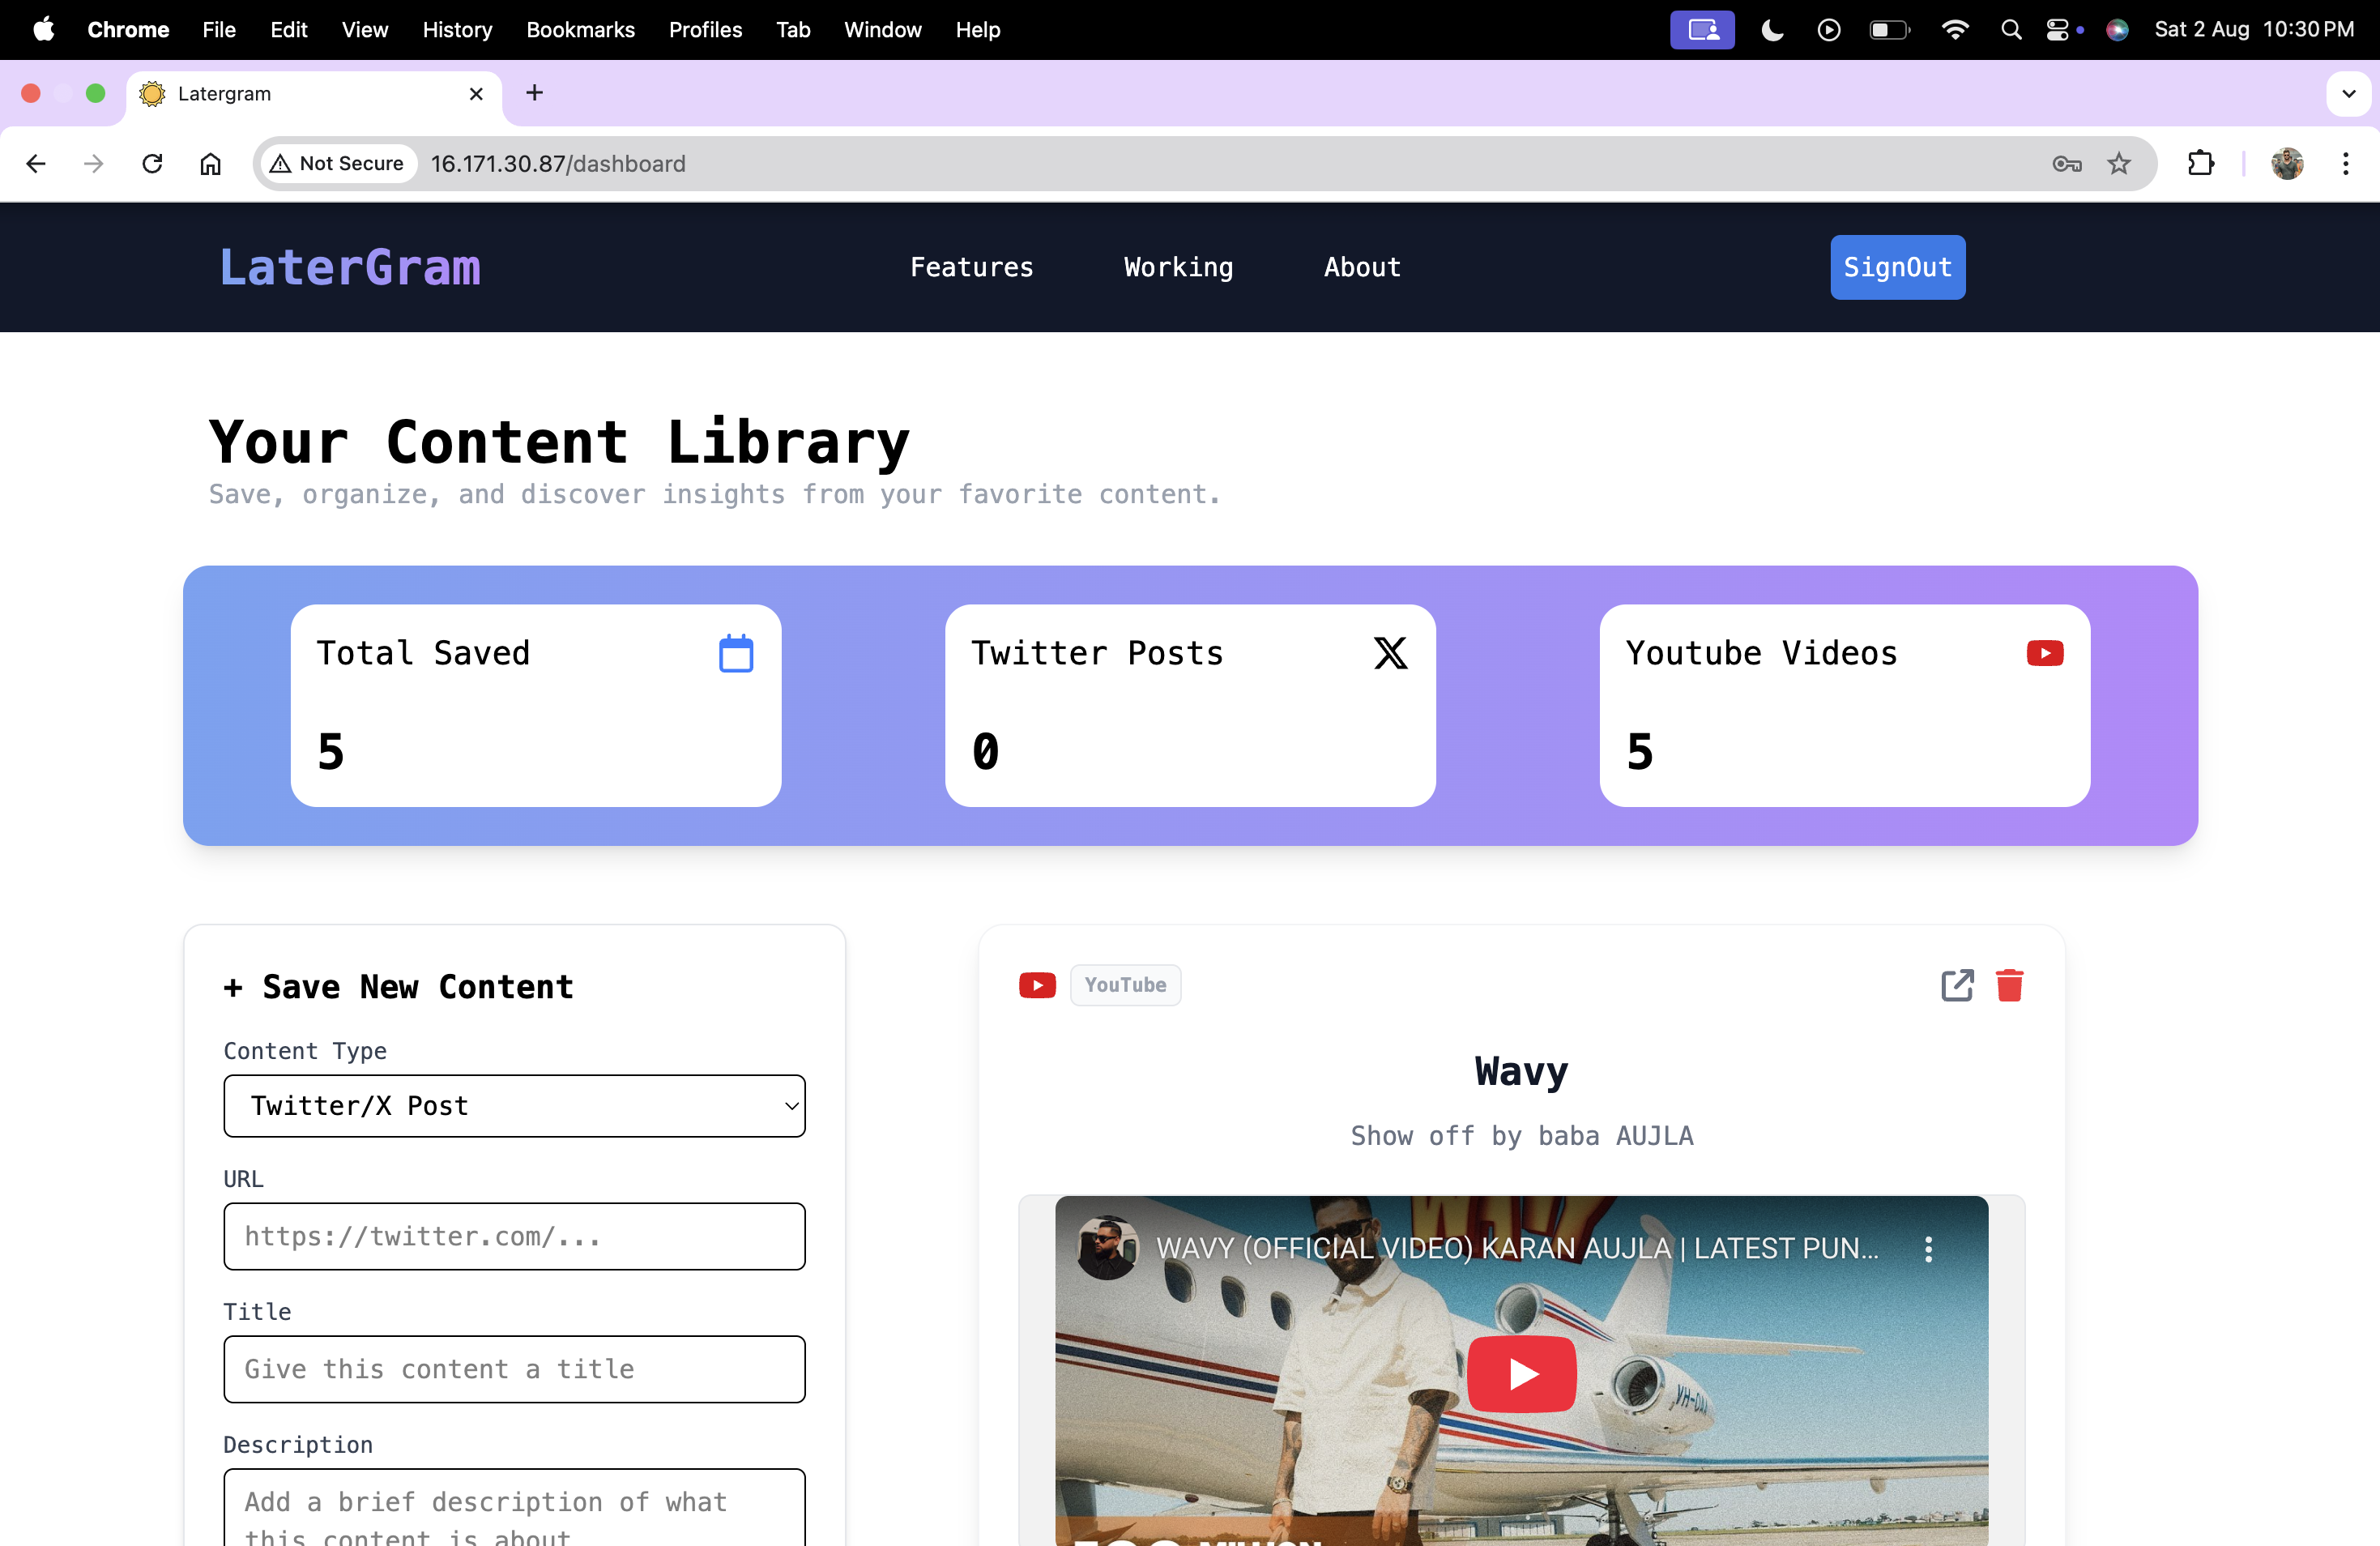 Chrome File Edit View History Bookmarks Profiles Tab Window Help Sat 2 Aug 10:30 PM
Latergram
Not Secure 16.171.30.87/dashboard
LaterGram Features Working About SignOut
Your Content Library
Save, organize, and discover insights from your favorite content.
Total Saved
5
Twitter Posts
0
Youtube Videos
5
+ Save New Content
Content Type
Twitter/X Post
URL
https://twitter.com/...
Title
Give this content a title
Description
Add a brief description of what
this content is about
YouTube
Wavy
Show off by baba AUJLA
WAVY (OFFICIAL VIDEO) KARAN AUJLA | LATEST PUN...
WAVY
MILLION